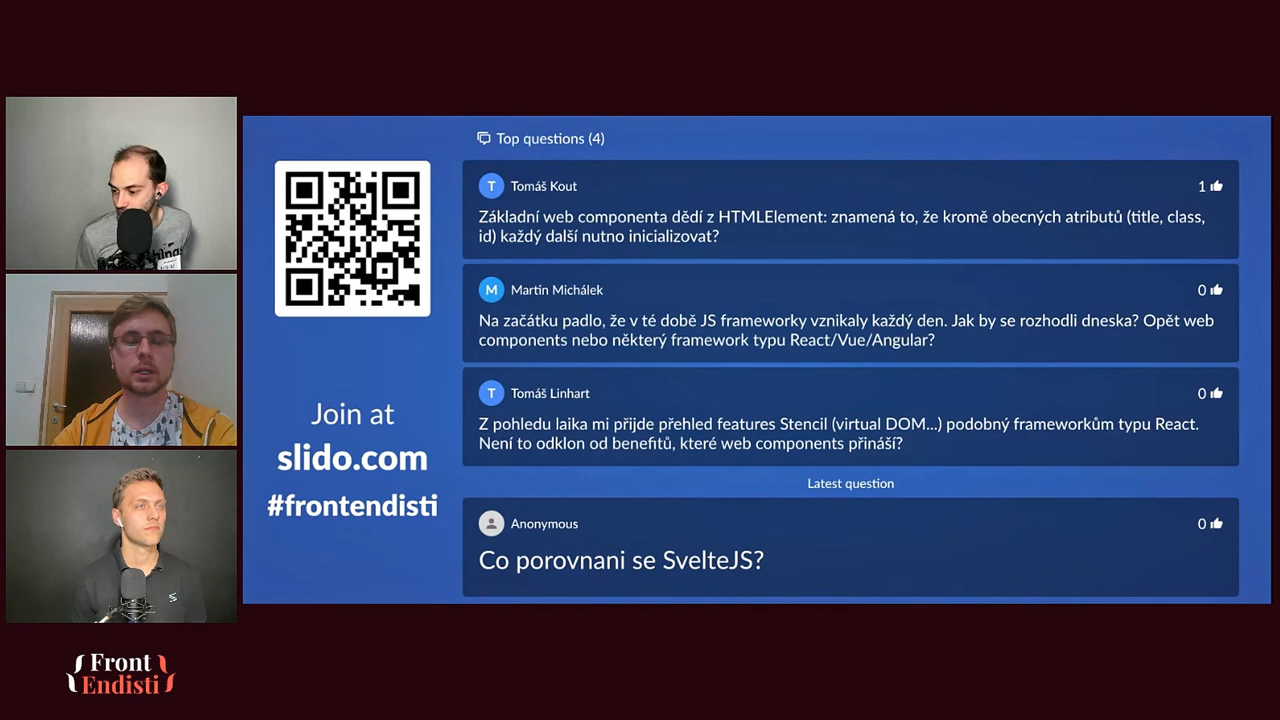 Top questions (4)
T Tomáš Kout 1
Základní web componenta dědí z HTMLElement: znamená to, že kromě obecných atributů (title, class,
id) každý další nutno inicializovat?
M Martin Michálek 0
Na začátku padlo, že v té době JS frameworky vznikaly každý den. Jak by se rozhodli dneska? Opět web
components nebo některý framework typu React/Vue/Angular?
T Tomáš Linhart 0
Z pohledu laika mi přijde přehled features Stencil (virtual DOM...) podobný frameworkům typu React.
Není to odklon od benefitů, které web components přináší?
Latest question
Anonymous 0
Co porovnani se SvelteJS?
Join at
slido.com
#frontendisti
{Front}
{Endisti}